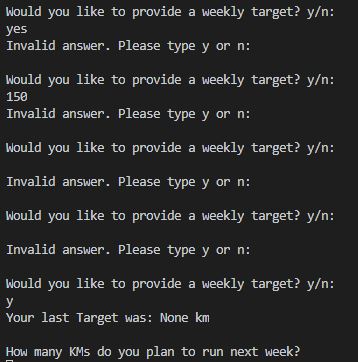 Would you like to provide a weekly target? y/n:
yes
Invalid answer. Please type y or n:
Would you like to provide a weekly target? y/n:
150
Invalid answer. Please type y or n:
Would you like to provide a weekly target? y/n:
Invalid answer. Please type y or n:
Would you like to provide a weekly target? y/n:
Invalid answer. Please type y or n:
Would you like to provide a weekly target? y/n:
y
Your last Target was: None km
How many KMs do you plan to run next week?